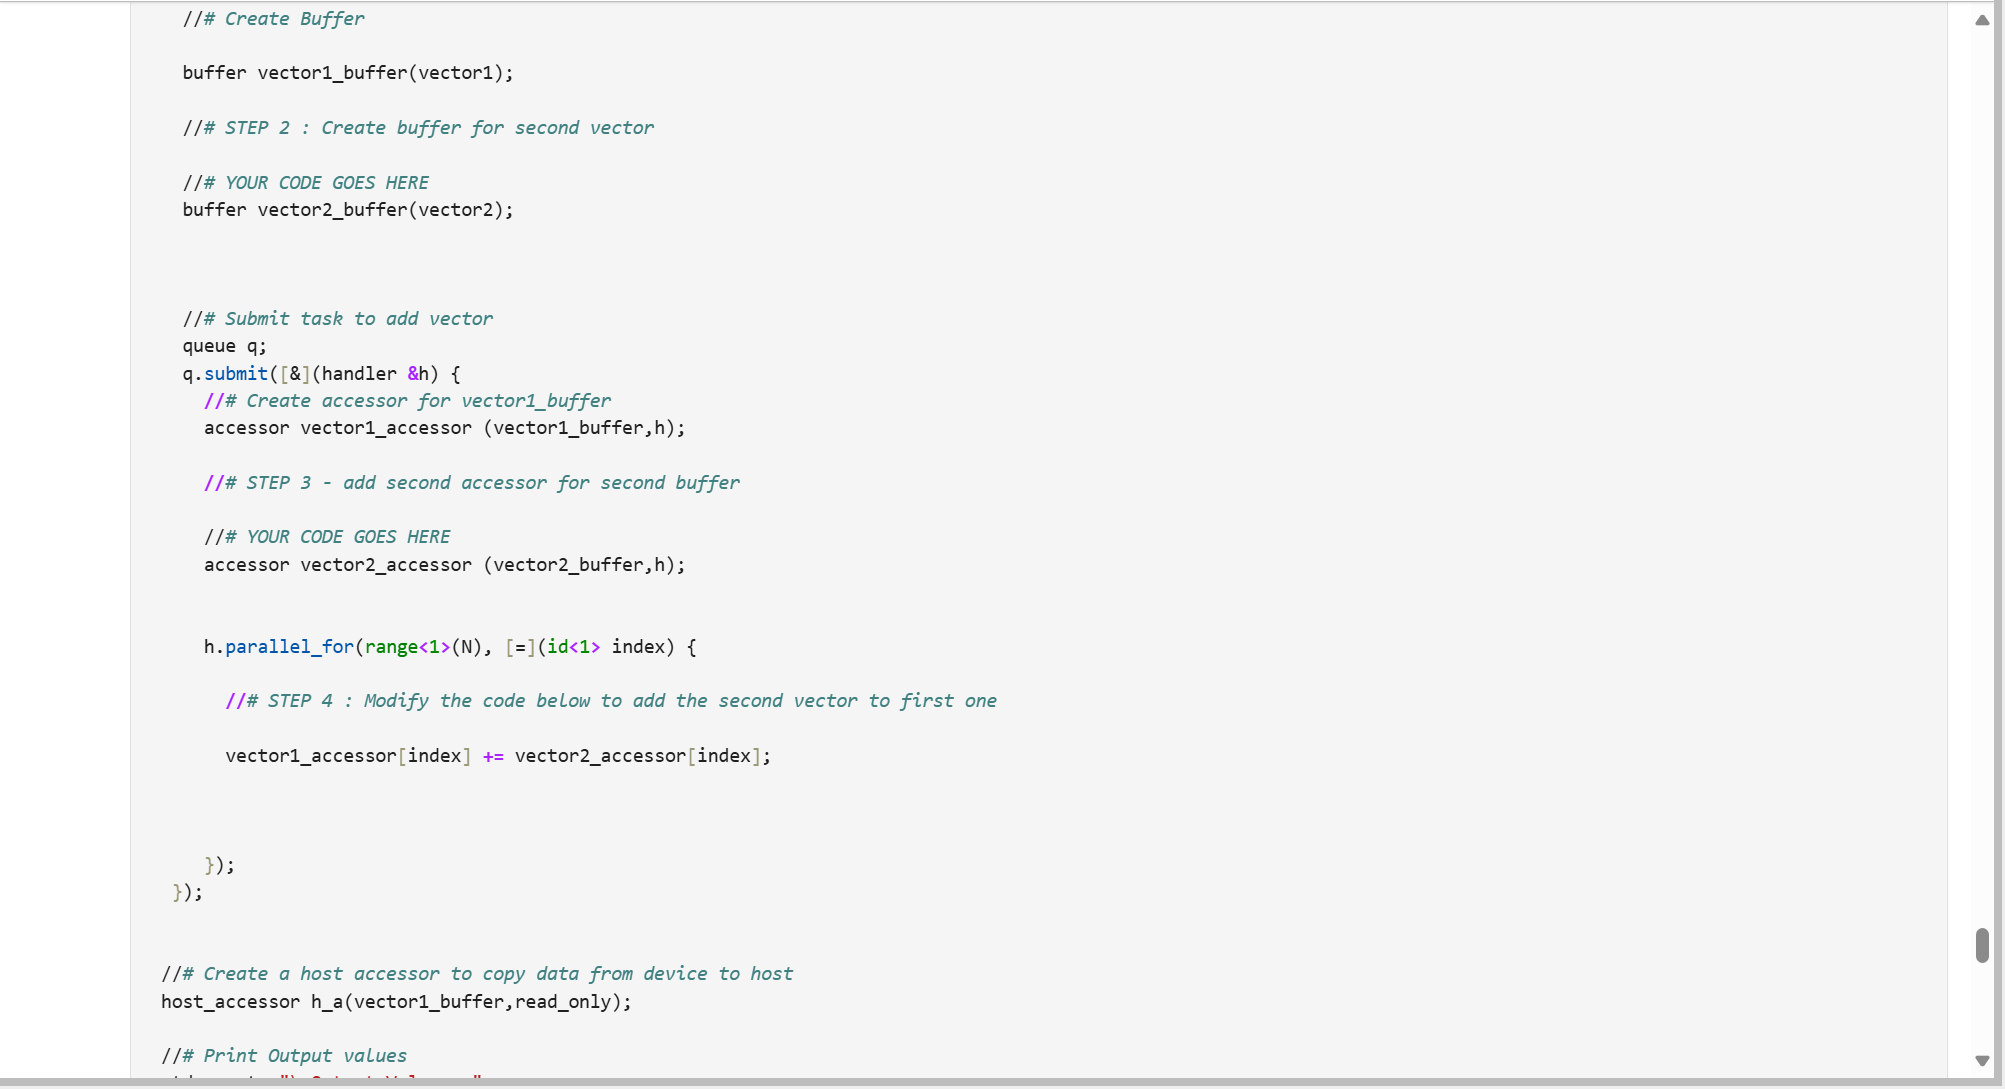 //# Create Buffer
buffer vector1_buffer(vector1);
//# STEP 2 : Create buffer for second vector
//# YOUR CODE GOES HERE
buffer vector2_buffer(vector2);
//# Submit task to add vector
queue q;
q.submit([&](handler &h) {
//# Create accessor for vector1_buffer
accessor vector1_accessor (vector1_buffer,h);
//# STEP 3 - add second accessor for second buffer
//# YOUR CODE GOES HERE
accessor vector2_accessor (vector2_buffer,h);
h.parallel_for(range<1>(N), [=](id<1> index) {
//# STEP 4 : Modify the code below to add the second vector to first one
vector1_accessor[index] += vector2_accessor[index];
});
});
//# Create a host accessor to copy data from device to host
host_accessor h_a(vector1_buffer,read_only);
//# Print Output values